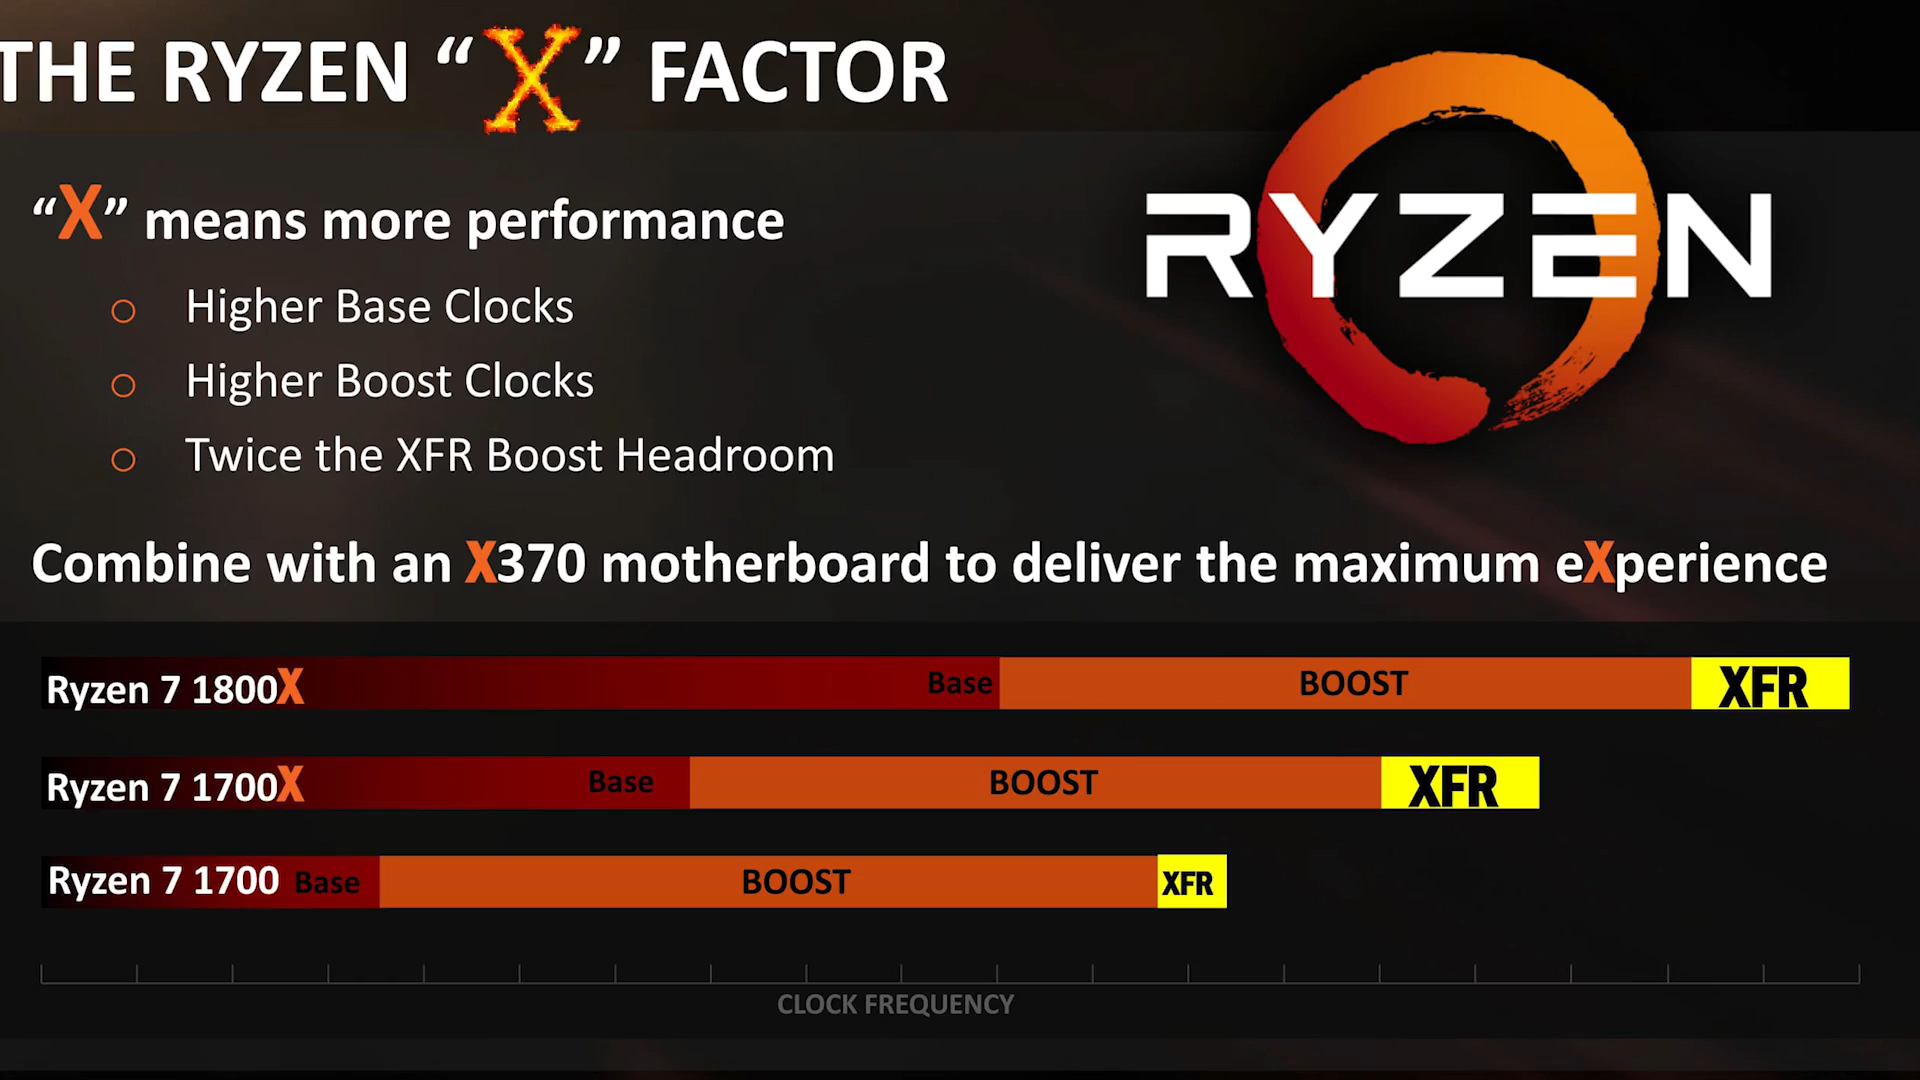 THE RYZEN “X” FACTOR
RYZEN
“X” means more performance
Higher Base Clocks
Higher Boost Clocks
Twice the XFR Boost Headroom
Combine with an X370 motherboard to deliver the maximum eXperience
Ryzen 7 1800X Base BOOST XFR
Ryzen 7 1700X Base BOOST XFR
Ryzen 7 1700 Base BOOST XFR
CLOCK FREQUENCY